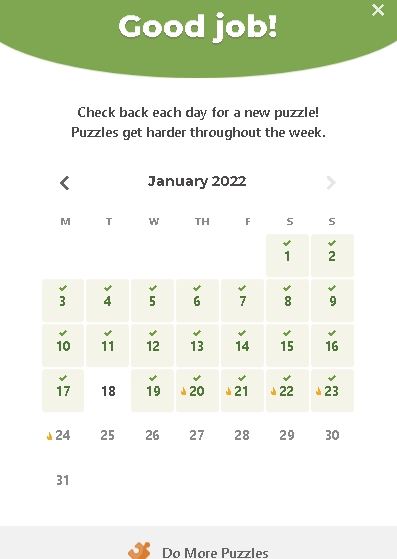 Good job!
Check back each day for a new puzzle!
Puzzles get harder throughout the week.
January 2022
M T W TH F S S
1 2
3 4 5 6 7 8 9
10 11 12 13 14 15 16
17 18 19 20 21 22 23
24 25 26 27 28 29 30
31
Do More Puzzles